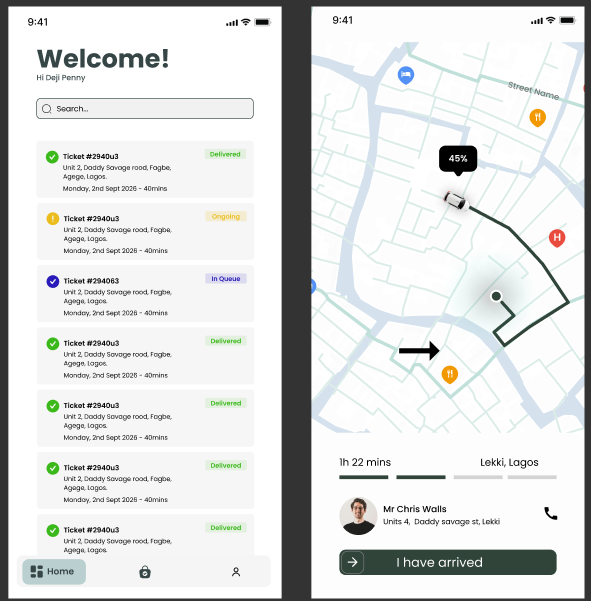 9:41
Welcome!
Hi Deji Penny
Search...
Ticket #2940u3
Delivered
Unit 2, Daddy Savage rood, Fagbe,
Agege, Lagos.
Monday, 2nd Sept 2026 - 40mins
Ticket #2940u3
Ongoing
Unit 2, Daddy Savage rood, Fagbe,
Agege, Lagos.
Monday, 2nd Sept 2026 - 40mins
Ticket #294063
In Queue
Unit 2, Daddy Savage rood, Fagbe,
Agege, Lagos.
Monday, 2nd Sept 2026 - 40mins
Ticket #2940u3
Delivered
Unit 2, Daddy Savage rood, Fagbe,
Agege, Lagos.
Monday, 2nd Sept 2026 - 40mins
Ticket #2940u3
Delivered
Unit 2, Daddy Savage rood, Fagbe,
Agege, Lagos.
Monday, 2nd Sept 2026 - 40mins
Ticket #2940u3
Delivered
Unit 2, Daddy Savage rood, Fagbe,
Agege, Lagos.
Monday, 2nd Sept 2026 - 40mins
Ticket #2940u3
Delivered
Unit 2, Daddy Savage rood, Fagbe,
Agege, Lagos.
Home
9:41
Street Name
45%
H
1h 22 mins
Lekki, Lagos
Mr Chris Walls
Units 4, Daddy savage st, Lekki
I have arrived